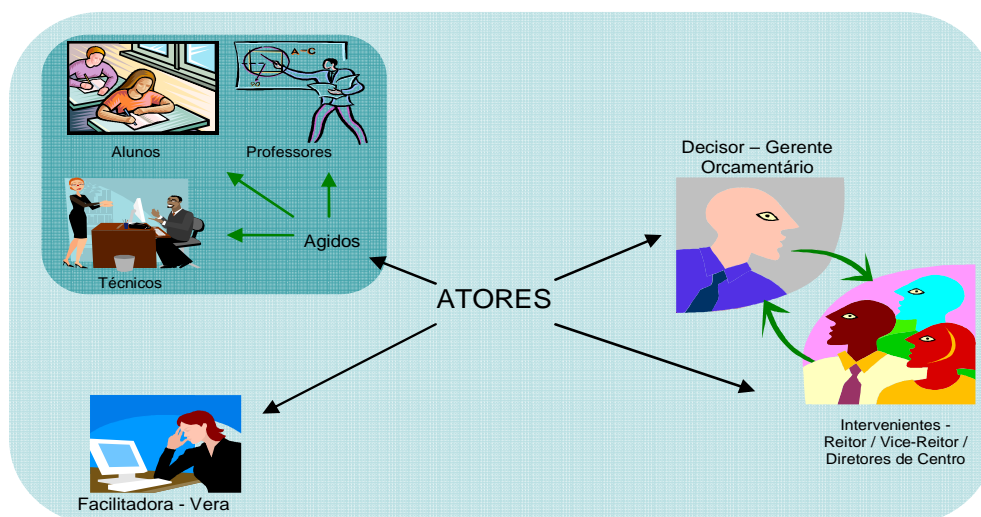 Alunos
Professores
Agidos
Técnicos
ATORES
Decisor – Gerente
Orcamentário
Intervenientes -
Reitor / Vice-Reitor /
Diretores de Centro
Facilitadora - Vera